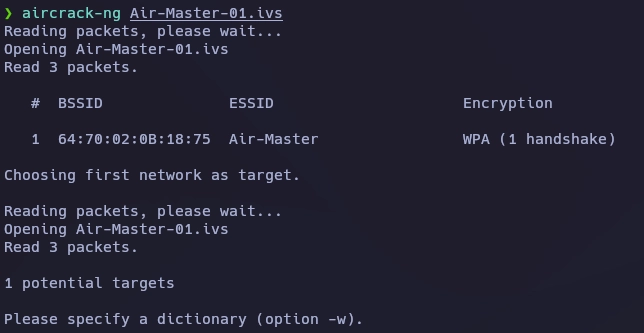 ❯ aircrack-ng Air-Master-01.ivs
Reading packets, please wait...
Opening Air-Master-01.ivs
Read 3 packets.
# BSSID ESSID Encryption
1 64:70:02:0B:18:75 Air-Master WPA (1 handshake)
Choosing first network as target.
Reading packets, please wait...
Opening Air-Master-01.ivs
Read 3 packets.
1 potential targets
Please specify a dictionary (option -w).